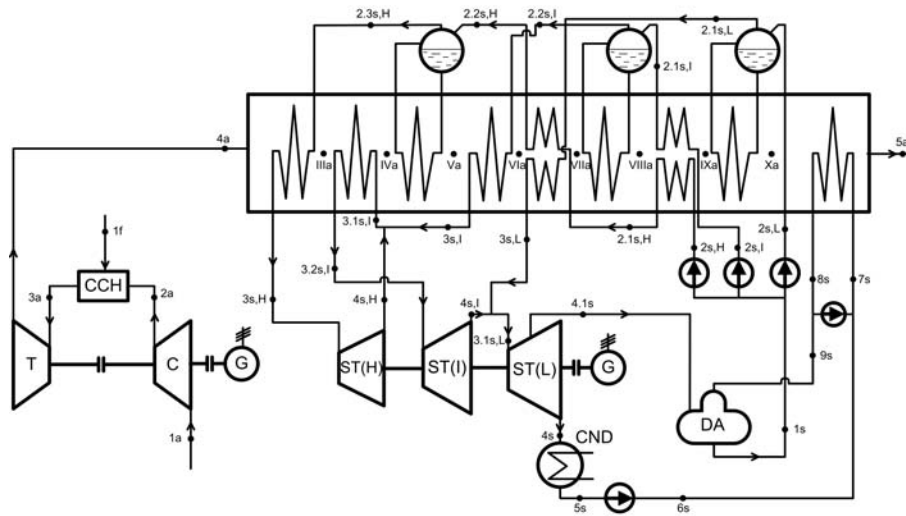 2.3s,H
2.2s,H
2.2s,I
2.1s,L
2.1s,I
4a
IIIa
IVa
Va
VIa
VIIa
VIIIa
IXa
Xa
5a
3.1s,I
3s,I
3s,L
2.1s,H
2s,H
2s,I
2s,L
1f
3.2s,I
8s
7s
CCH
3a
2a
3s,H
4s,H
4s,I
4.1s
3.1s,L
9s
T
C
G
ST(H)
ST(I)
ST(L)
G
DA
1a
4s
CND
1s
5s
6s